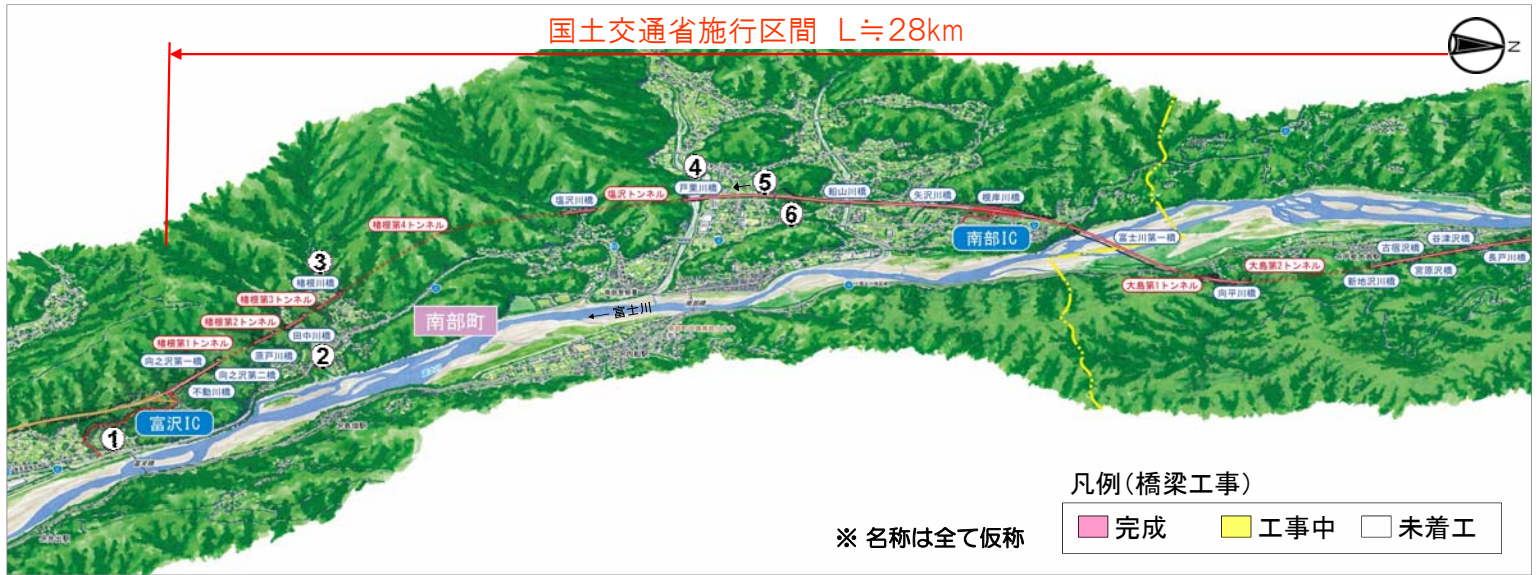 国土交通省施行区間 L≒28km
N
4
5
6
戸栗川橋
塩沢トンネル
塩沢川橋
船山川橋
矢沢川橋
根岸川橋
南部IC
富士川第一橋
大島第1トンネル
向平川橋
大島第2トンネル
新地沢川橋
古宿沢橋
宮原沢橋
谷津沢橋
長戸川橋
楮根第4トンネル
3
楮根川橋
楮根第3トンネル
楮根第2トンネル
楮根第1トンネル
田中川橋
2
原戸川橋
向之沢第一橋
向之沢第二橋
不動川橋
富沢IC
1
南部町
富士川
凡例(橋梁工事)
完成
工事中
未着工
※ 名称は全て仮称